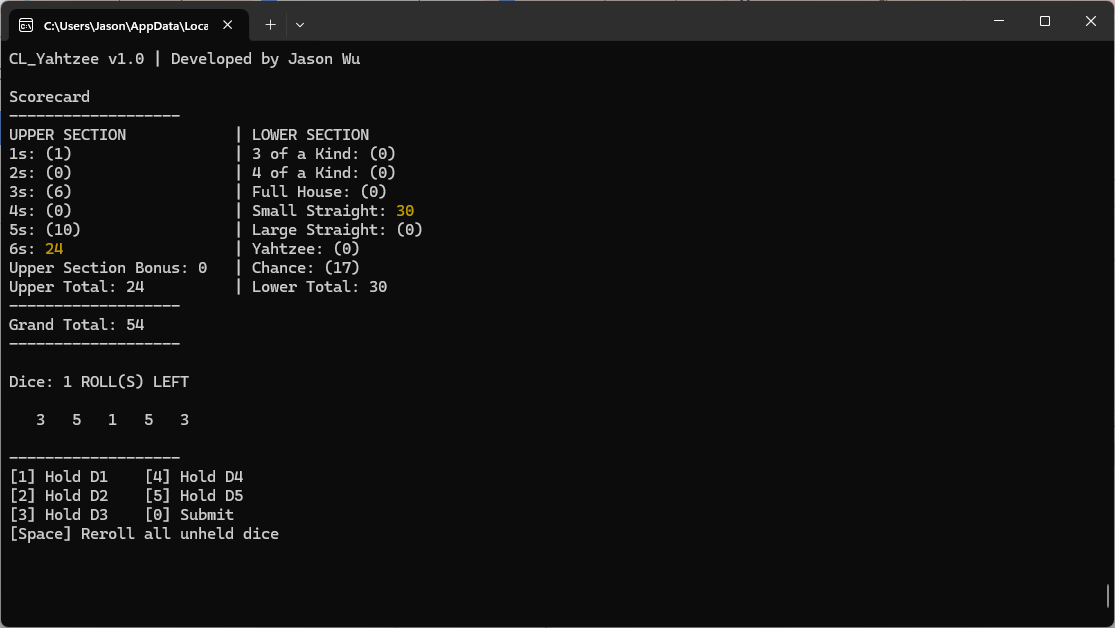 C:\Users\Jason\AppData\Loca
CL_Yahtzee v1.0 | Developed by Jason Wu
Scorecard
--------------------
UPPER SECTION | LOWER SECTION
1s: (1) | 3 of a Kind: (0)
2s: (0) | 4 of a Kind: (0)
3s: (6) | Full House: (0)
4s: (0) | Small Straight: 30
5s: (10) | Large Straight: (0)
6s: 24 | Yahtzee: (0)
Upper Section Bonus: 0 | Chance: (17)
Upper Total: 24 | Lower Total: 30
--------------------
Grand Total: 54
--------------------
Dice: 1 ROLL(S) LEFT
3 5 1 5 3
--------------------
[1] Hold D1 [4] Hold D4
[2] Hold D2 [5] Hold D5
[3] Hold D3 [0] Submit
[Space] Reroll all unheld dice